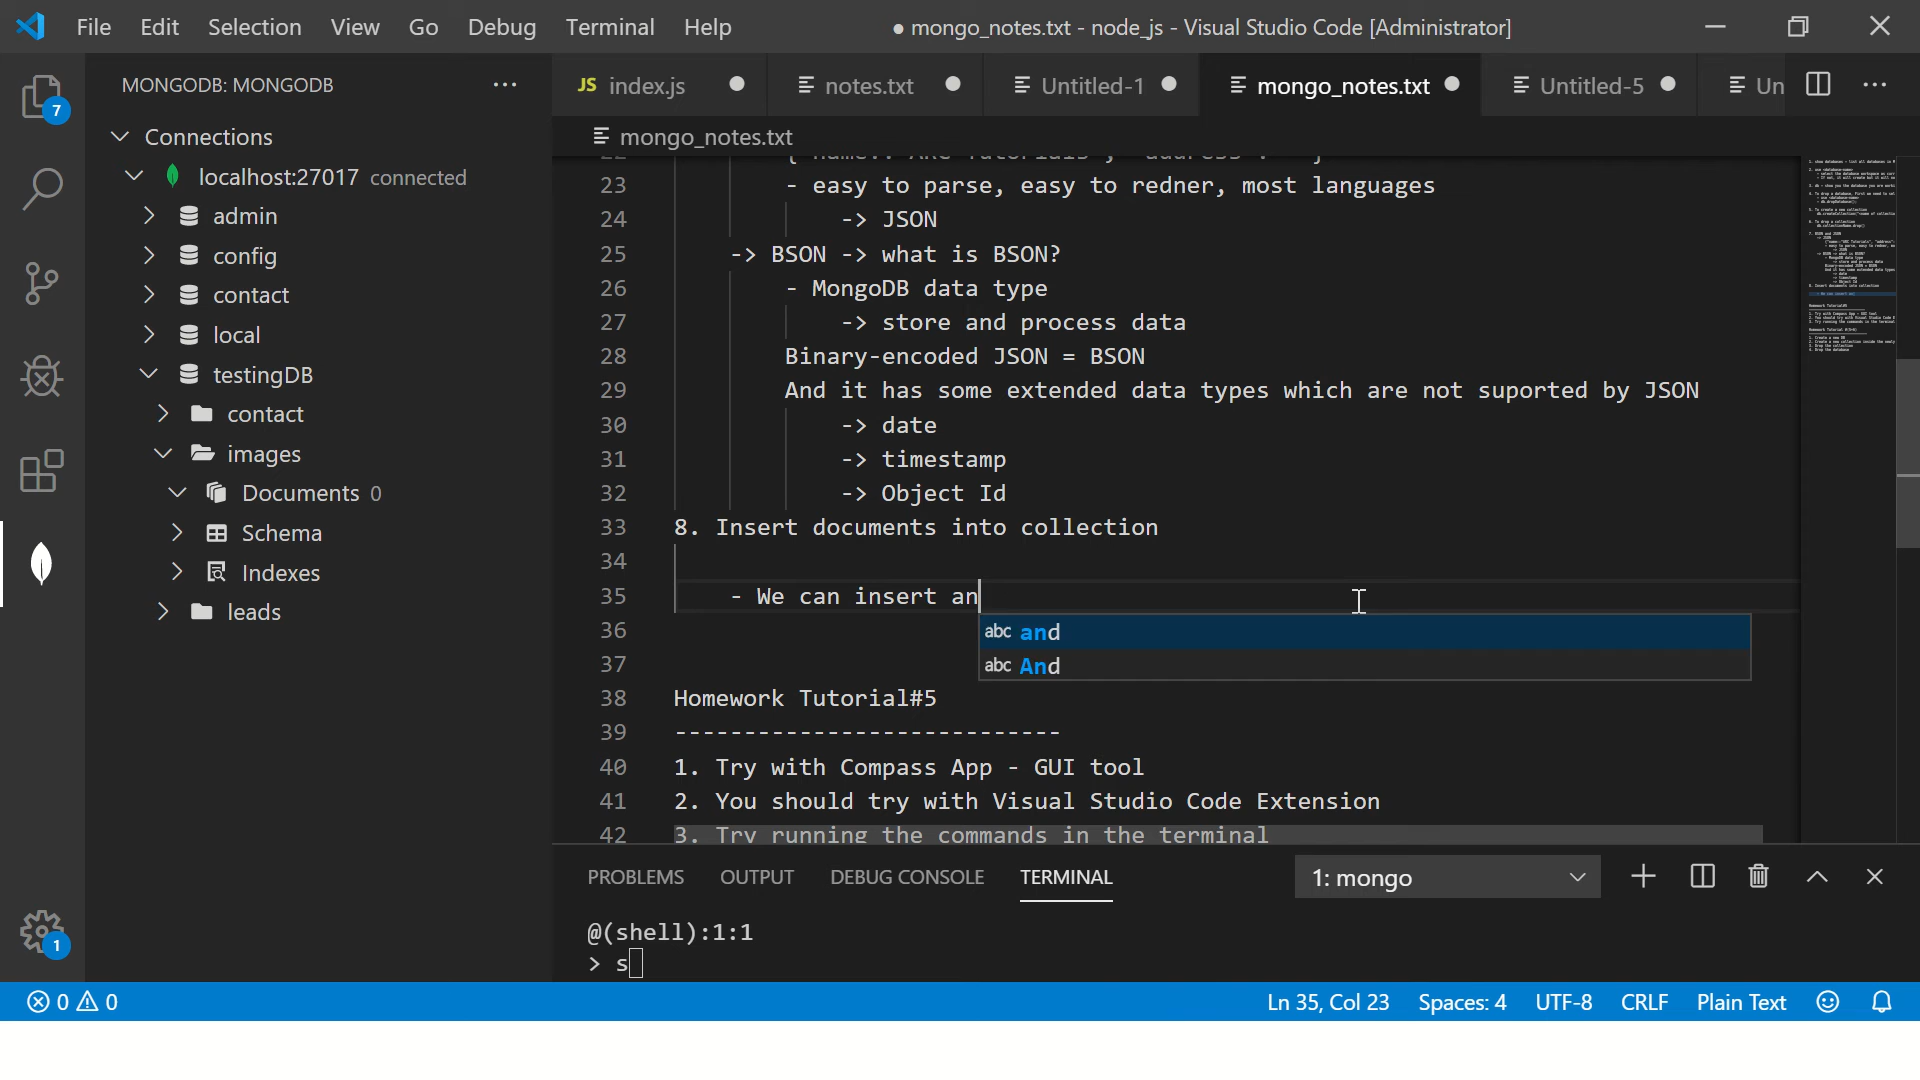 File Edit Selection View Go Debug Terminal Help
● mongo_notes.txt - node_js - Visual Studio Code [Administrator]
7
MONGODB: MONGODB
Connections
localhost:27017 connected
admin
config
contact
local
testingDB
contact
images
Documents 0
Schema
Indexes
leads
1
JS index.js
notes.txt
Untitled-1
mongo_notes.txt
Untitled-5
Un
mongo_notes.txt
23 - easy to parse, easy to redner, most languages
24 -> JSON
25 -> BSON -> what is BSON?
26 - MongoDB data type
27 -> store and process data
28 Binary-encoded JSON = BSON
29 And it has some extended data types which are not suported by JSON
30 -> date
31 -> timestamp
32 -> Object Id
33 8. Insert documents into collection
34
35 - We can insert an
abc and
abc And
36
37
38 Homework Tutorial#5
39 ----------------------------
40 1. Try with Compass App - GUI tool
41 2. You should try with Visual Studio Code Extension
42 3. Try running the commands in the terminal
PROBLEMS OUTPUT DEBUG CONSOLE TERMINAL
1: mongo
@(shell):1:1
> s
0 0
Ln 35, Col 23 Spaces: 4 UTF-8 CRLF Plain Text